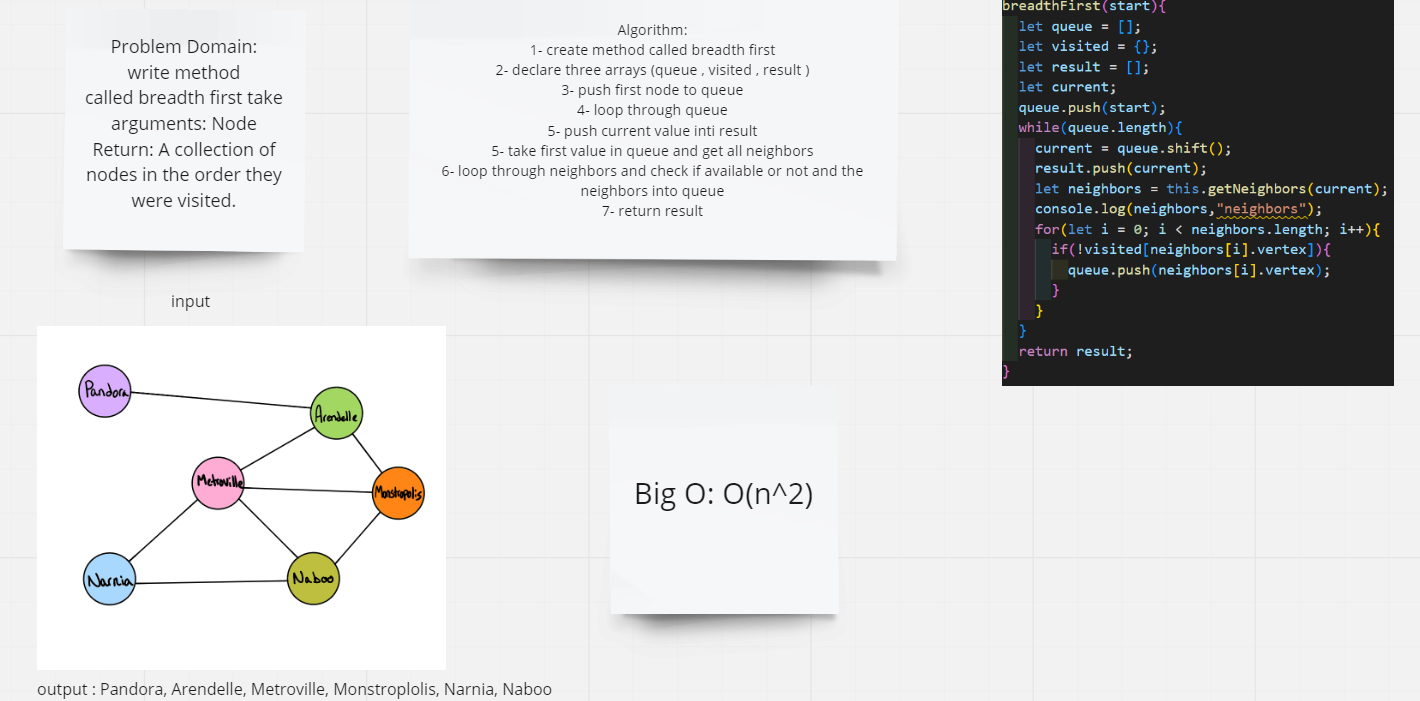 Problem Domain:
write method
called breadth first take
arguments: Node
Return: A collection of
nodes in the order they
were visited.
Algorithm:
1- create method called breadth first
2- declare three arrays (queue , visited , result )
3- push first node to queue
4- loop through queue
5- push current value inti result
5- take first value in queue and get all neighbors
6- loop through neighbors and check if available or not and the
neighbors into queue
7- return result
breadthFirst(start){
let queue = [];
let visited = {};
let result = [];
let current;
queue.push(start);
while(queue.length){
current = queue.shift();
result.push(current);
let neighbors = this.getNeighbors(current);
console.log(neighbors,"neighbors");
for(let i = 0; i < neighbors.length; i++){
if(!visited[neighbors[i].vertex]){
queue.push(neighbors[i].vertex);
}
}
}
return result;
}
input
Pandora
Arendelle
Metroville
Monstropolis
Narnia
Naboo
Big O: O(n^2)
output : Pandora, Arendelle, Metroville, Monstroplolis, Narnia, Naboo